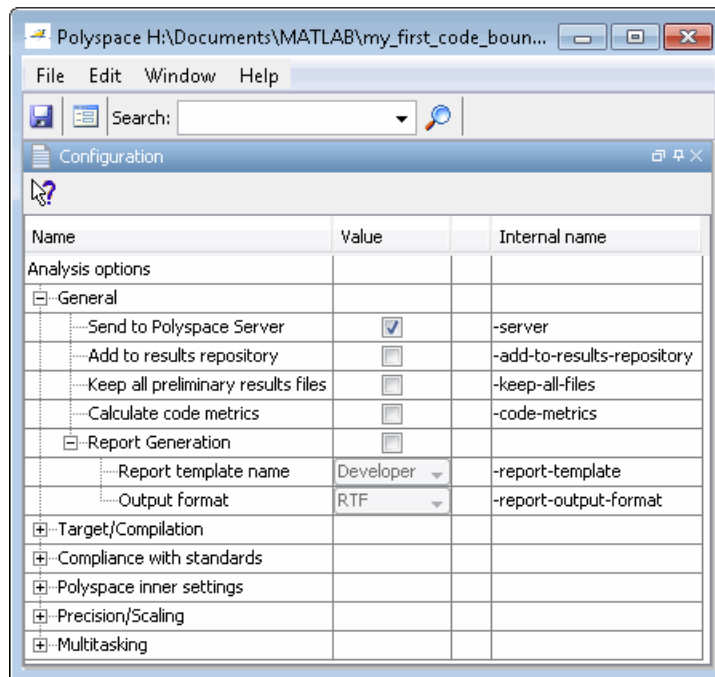 Polyspace H:\Documents\MATLAB\my_first_code_boun...
File Edit Window Help
Search:
Configuration
Name Value Internal name
Analysis options
General
Send to Polyspace Server -server
Add to results repository -add-to-results-repository
Keep all preliminary results files -keep-all-files
Calculate code metrics -code-metrics
Report Generation
Report template name Developer -report-template
Output format RTF -report-output-format
Target/Compilation
Compliance with standards
Polyspace inner settings
Precision/Scaling
Multitasking